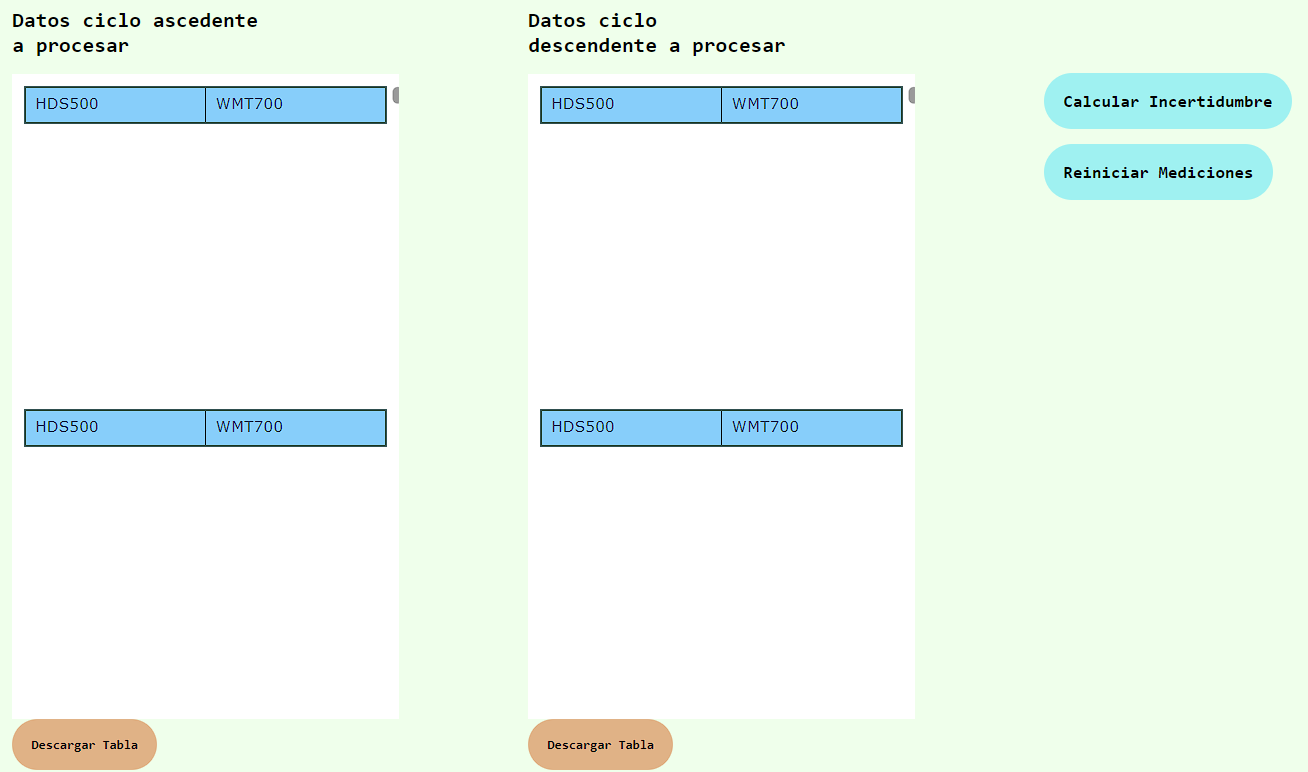 Datos ciclo ascedente
a procesar
HDS500 WMT700
HDS500 WMT700
Descargar Tabla
Datos ciclo
descendente a procesar
HDS500 WMT700
HDS500 WMT700
Descargar Tabla
Calcular Incertidumbre
Reiniciar Mediciones